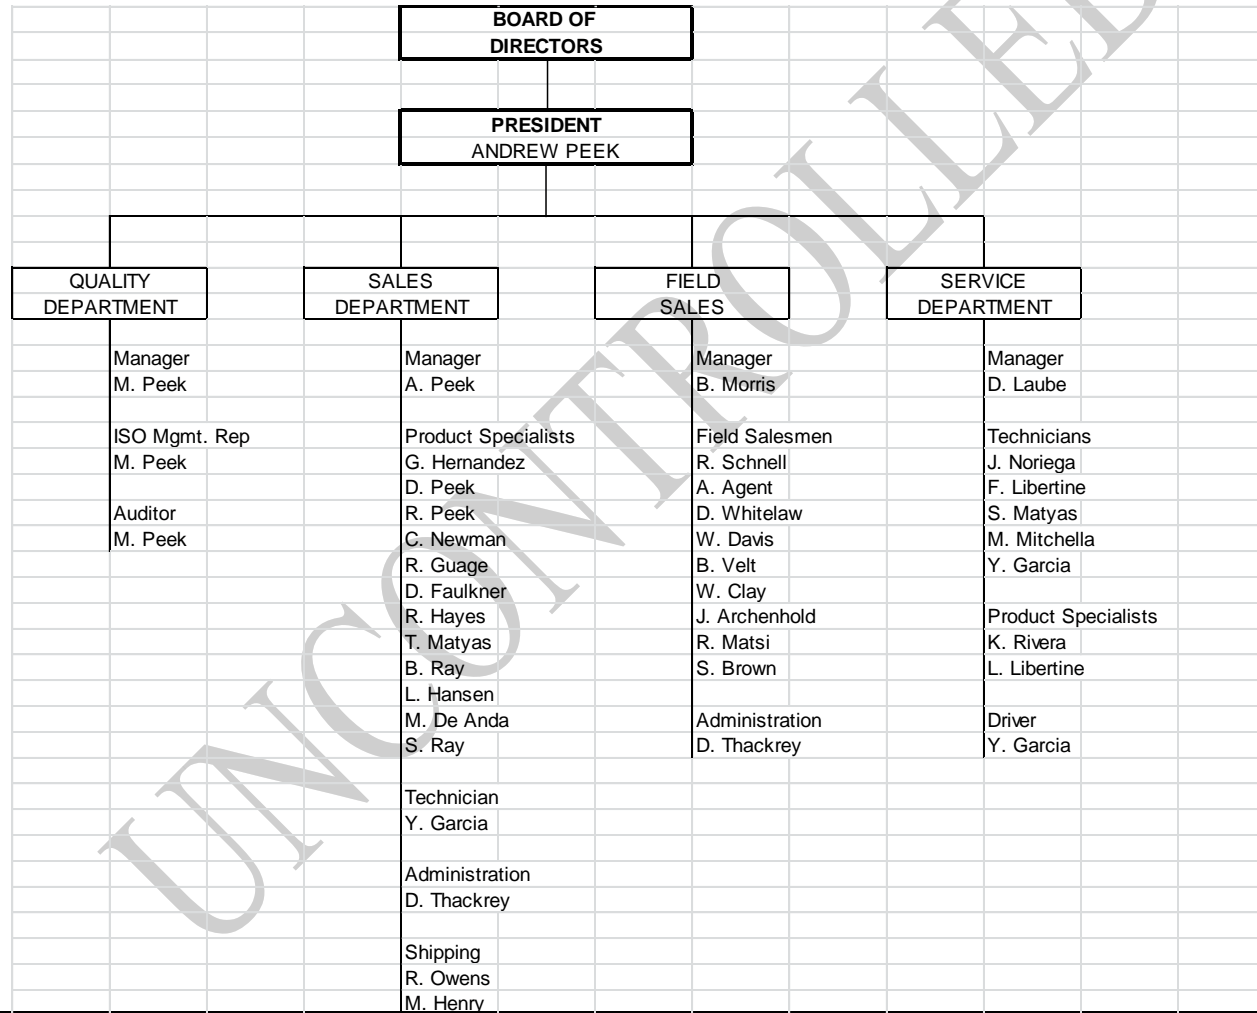 BOARD OF
DIRECTORS
PRESIDENT
ANDREW PEEK
QUALITY
DEPARTMENT
Manager
M. Peek
ISO Mgmt. Rep
M. Peek
Auditor
M. Peek
SALES
DEPARTMENT
Manager
A. Peek
Product Specialists
G. Hernandez
D. Peek
R. Peek
C. Newman
R. Guage
D. Faulkner
R. Hayes
T. Matyas
B. Ray
L. Hansen
M. De Anda
S. Ray
Technician
Y. Garcia
Administration
D. Thackrey
Shipping
R. Owens
M. Henry
FIELD
SALES
Manager
B. Morris
Field Salesmen
R. Schnell
A. Agent
D. Whitelaw
W. Davis
B. Velt
W. Clay
J. Archenhold
R. Matsi
S. Brown
Administration
D. Thackrey
SERVICE
DEPARTMENT
Manager
D. Laube
Technicians
J. Noriega
F. Libertine
S. Matyas
M. Mitchella
Y. Garcia
Product Specialists
K. Rivera
L. Libertine
Driver
Y. Garcia
UNCONTROLLED